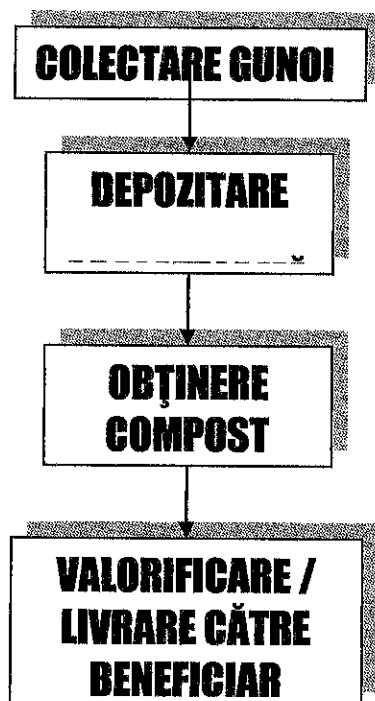 COLECTARE GUNOI
DEPOZITARE
OBŢINERE
COMPOST
VALORIFICARE /
LIVRARE CĂTRE
BENEFICIAR